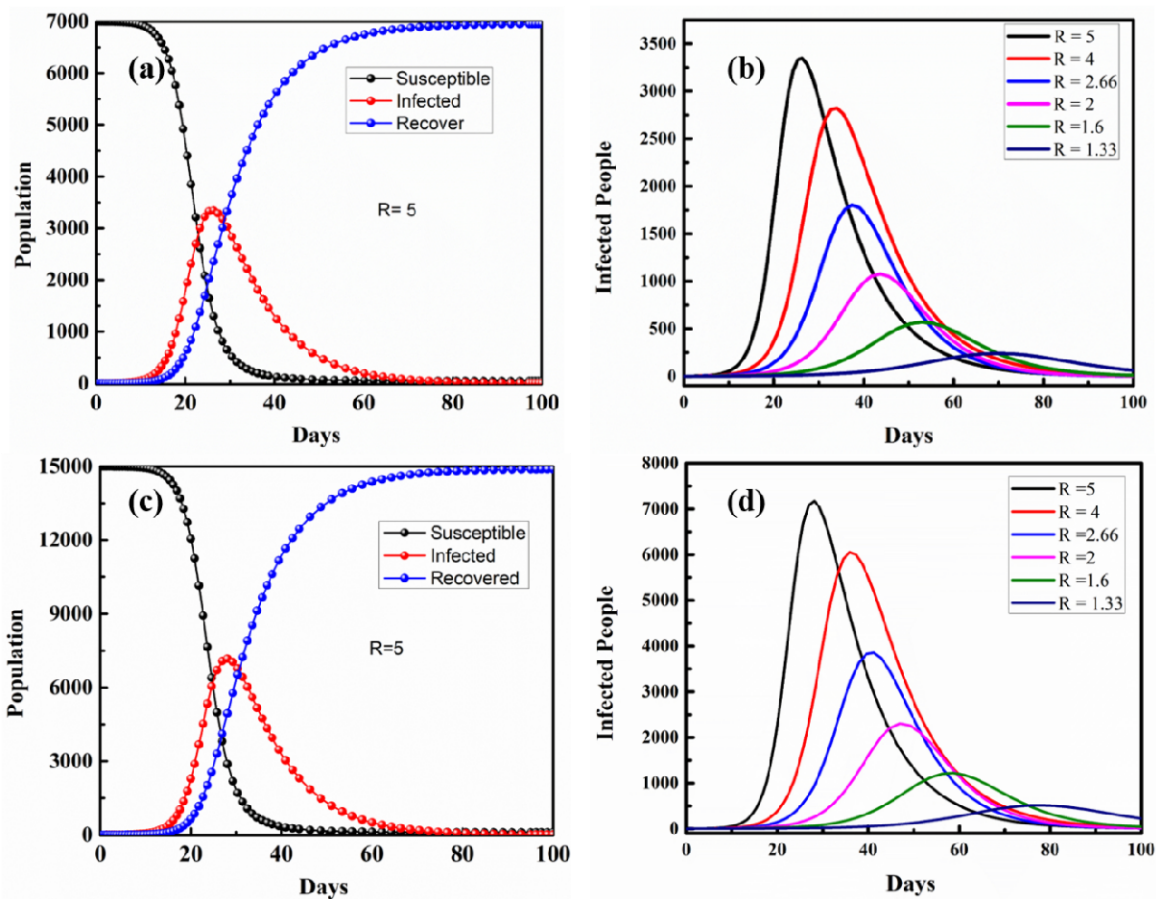 (a)
7000
6000
5000
4000
3000
2000
1000
0
Population
Susceptible
Infected
Recover
R= 5
0 20 40 60 80 100
Days
(b)
3500
3000
2500
2000
1500
1000
500
0
Infected People
R = 5
R = 4
R = 2.66
R = 2
R =1.6
R = 1.33
0 20 40 60 80 100
Days
(c)
15000
12000
9000
6000
3000
0
Population
Susceptible
Infected
Recovered
R=5
0 20 40 60 80 100
Days
(d)
8000
7000
6000
5000
4000
3000
2000
1000
0
Infected People
R =5
R = 4
R =2.66
R =2
R =1.6
R = 1.33
0 20 40 60 80 100
Days